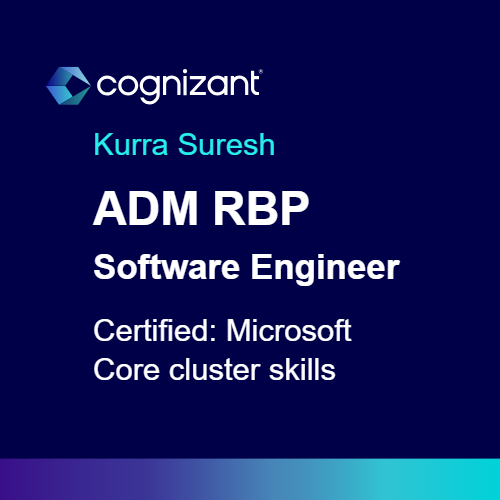 cognizant
Kurra Suresh
ADM RBP
Software Engineer
Certified: Microsoft
Core cluster skills